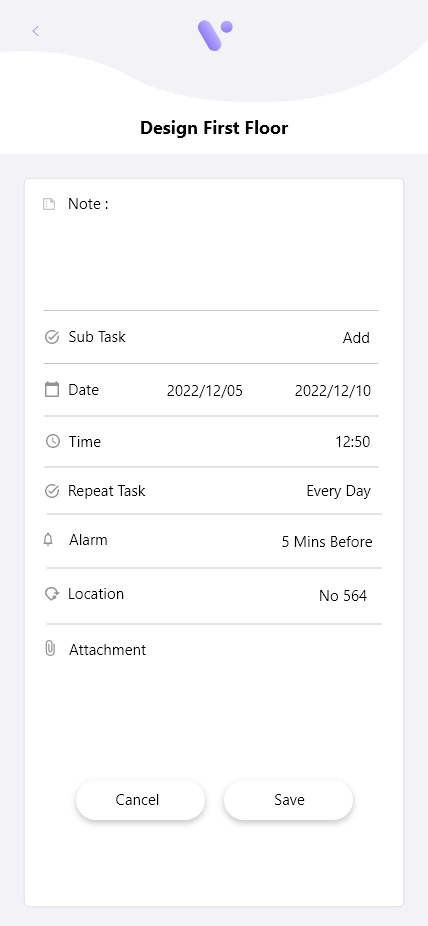 Design First Floor
Note :
Sub Task Add
Date 2022/12/05 2022/12/10
Time 12:50
Repeat Task Every Day
Alarm 5 Mins Before
Location No 564
Attachment
Cancel Save